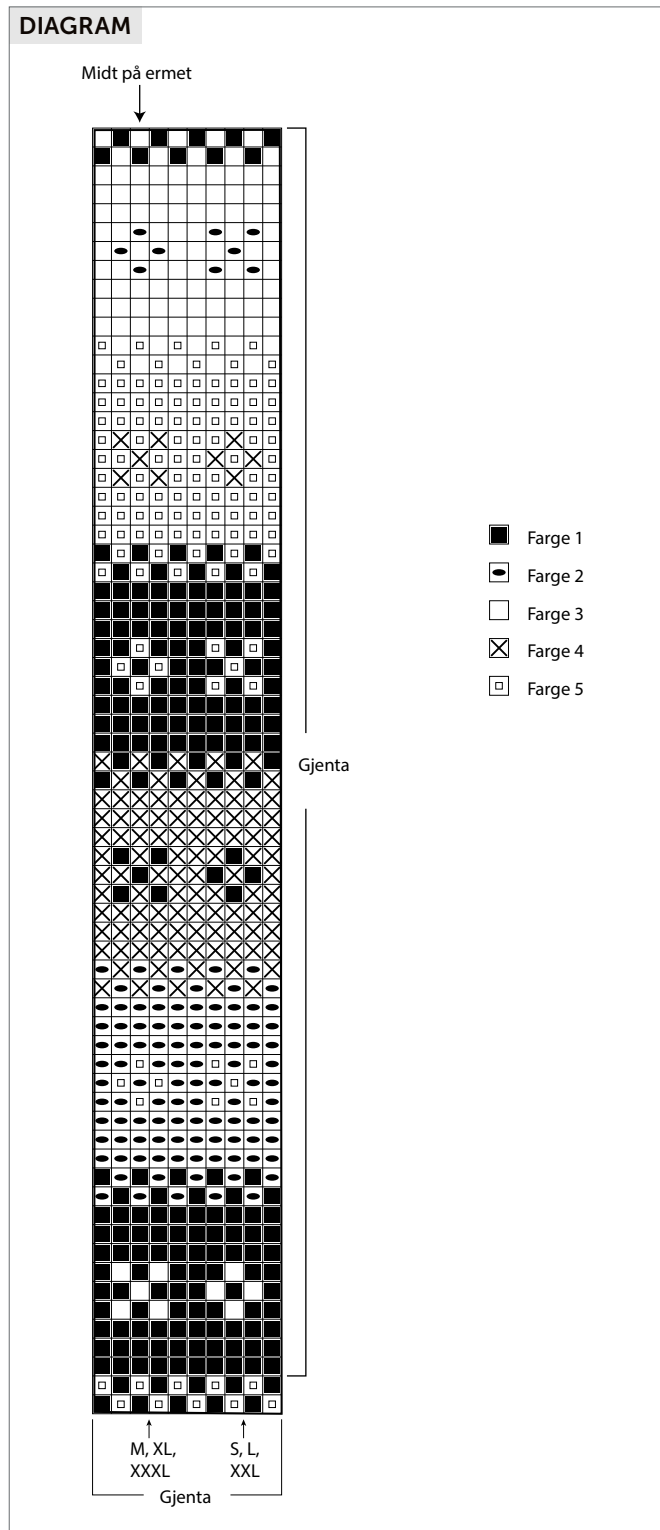 DIAGRAM
Midt på ermet
Farge 1
Farge 2
Farge 3
Farge 4
Farge 5
Gjenta
M, XL,
XXXL
S, L,
XXL
Gjenta